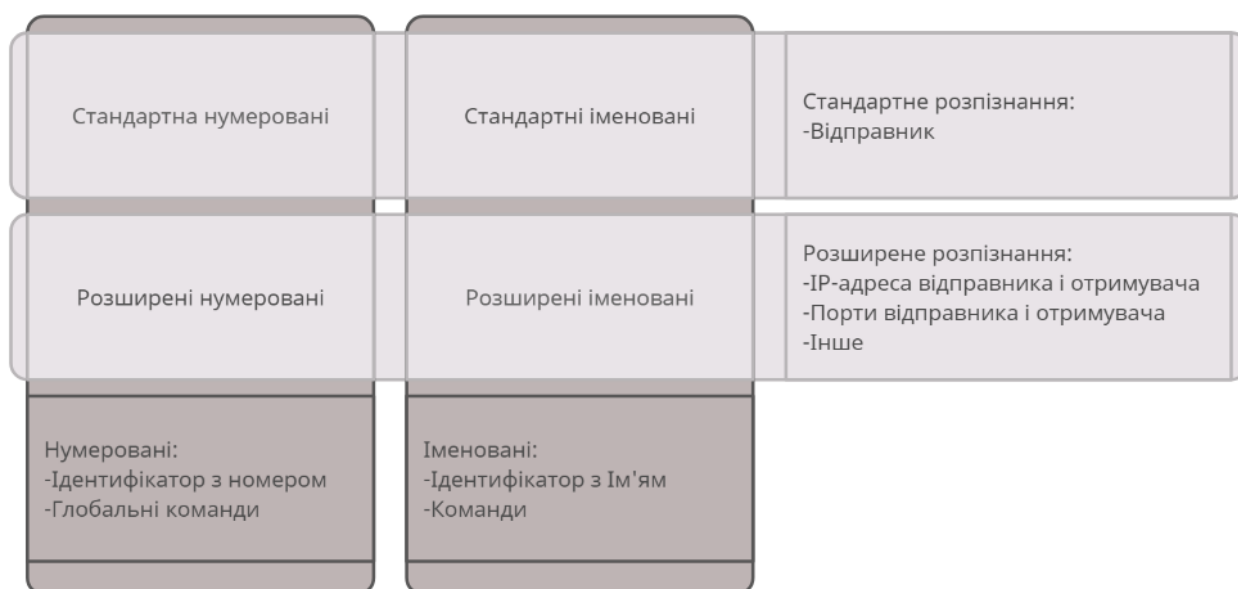 Стандартна нумеровані
Стандартні іменовані
Стандартне розпізнання:
-Відправник
Розширені нумеровані
Розширені іменовані
Розширене розпізнання:
-IP-адреса відправника і отримувача
-Порти відправника і отримувача
-Інше
Нумеровані:
-Ідентифікатор з номером
-Глобальні команди
Іменовані:
-Ідентифікатор з Ім'ям
-Команди